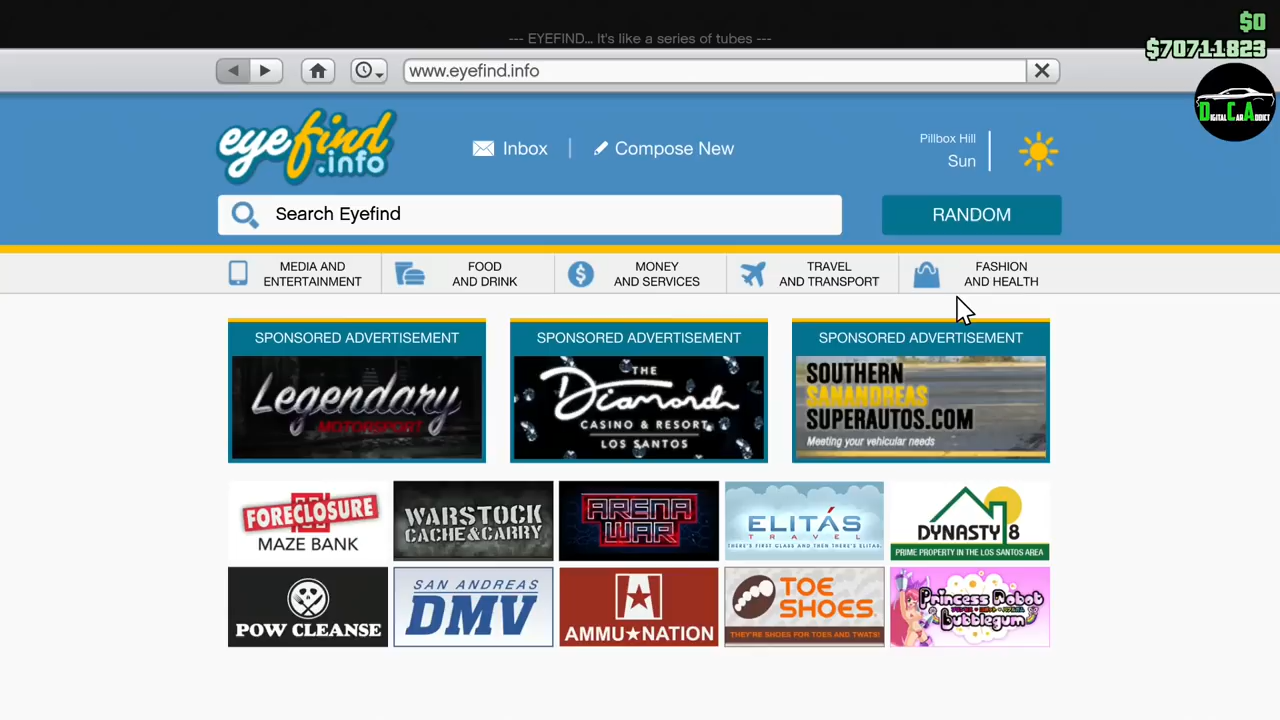 --- EYEFIND... It's like a series of tubes ---
$0
$70711823
www.eyefind.info
DIGITAL CAR ADDICT
eyefind
.info
Inbox
Compose New
Pillbox Hill
Sun
Search Eyefind
RANDOM
MEDIA AND
ENTERTAINMENT
FOOD
AND DRINK
MONEY
AND SERVICES
TRAVEL
AND TRANSPORT
FASHION
AND HEALTH
SPONSORED ADVERTISEMENT
Legendary
MOTORSPORT
SPONSORED ADVERTISEMENT
THE
Diamond
CASINO & RESORT
LOS SANTOS
SPONSORED ADVERTISEMENT
SOUTHERN
SANANDREAS
SUPERAUTOS.COM
Meeting your vehicular needs
FORECLOSURE
MAZE BANK
WARSTOCK
CACHE&CARRY
ARENA
WAR
ELITÁS
TRAVEL
THERE'S FIRST CLASS AND THEN THERE'S ELITÁS.
DYNASTY 8
PRIME PROPERTY IN THE LOS SANTOS AREA
POW CLEANSE
SAN ANDREAS
DMV
AMMU★NATION
TOE
SHOES
THEY'RE SHOES FOR TOES AND TWATS!
Princess Robot
Bubblegum